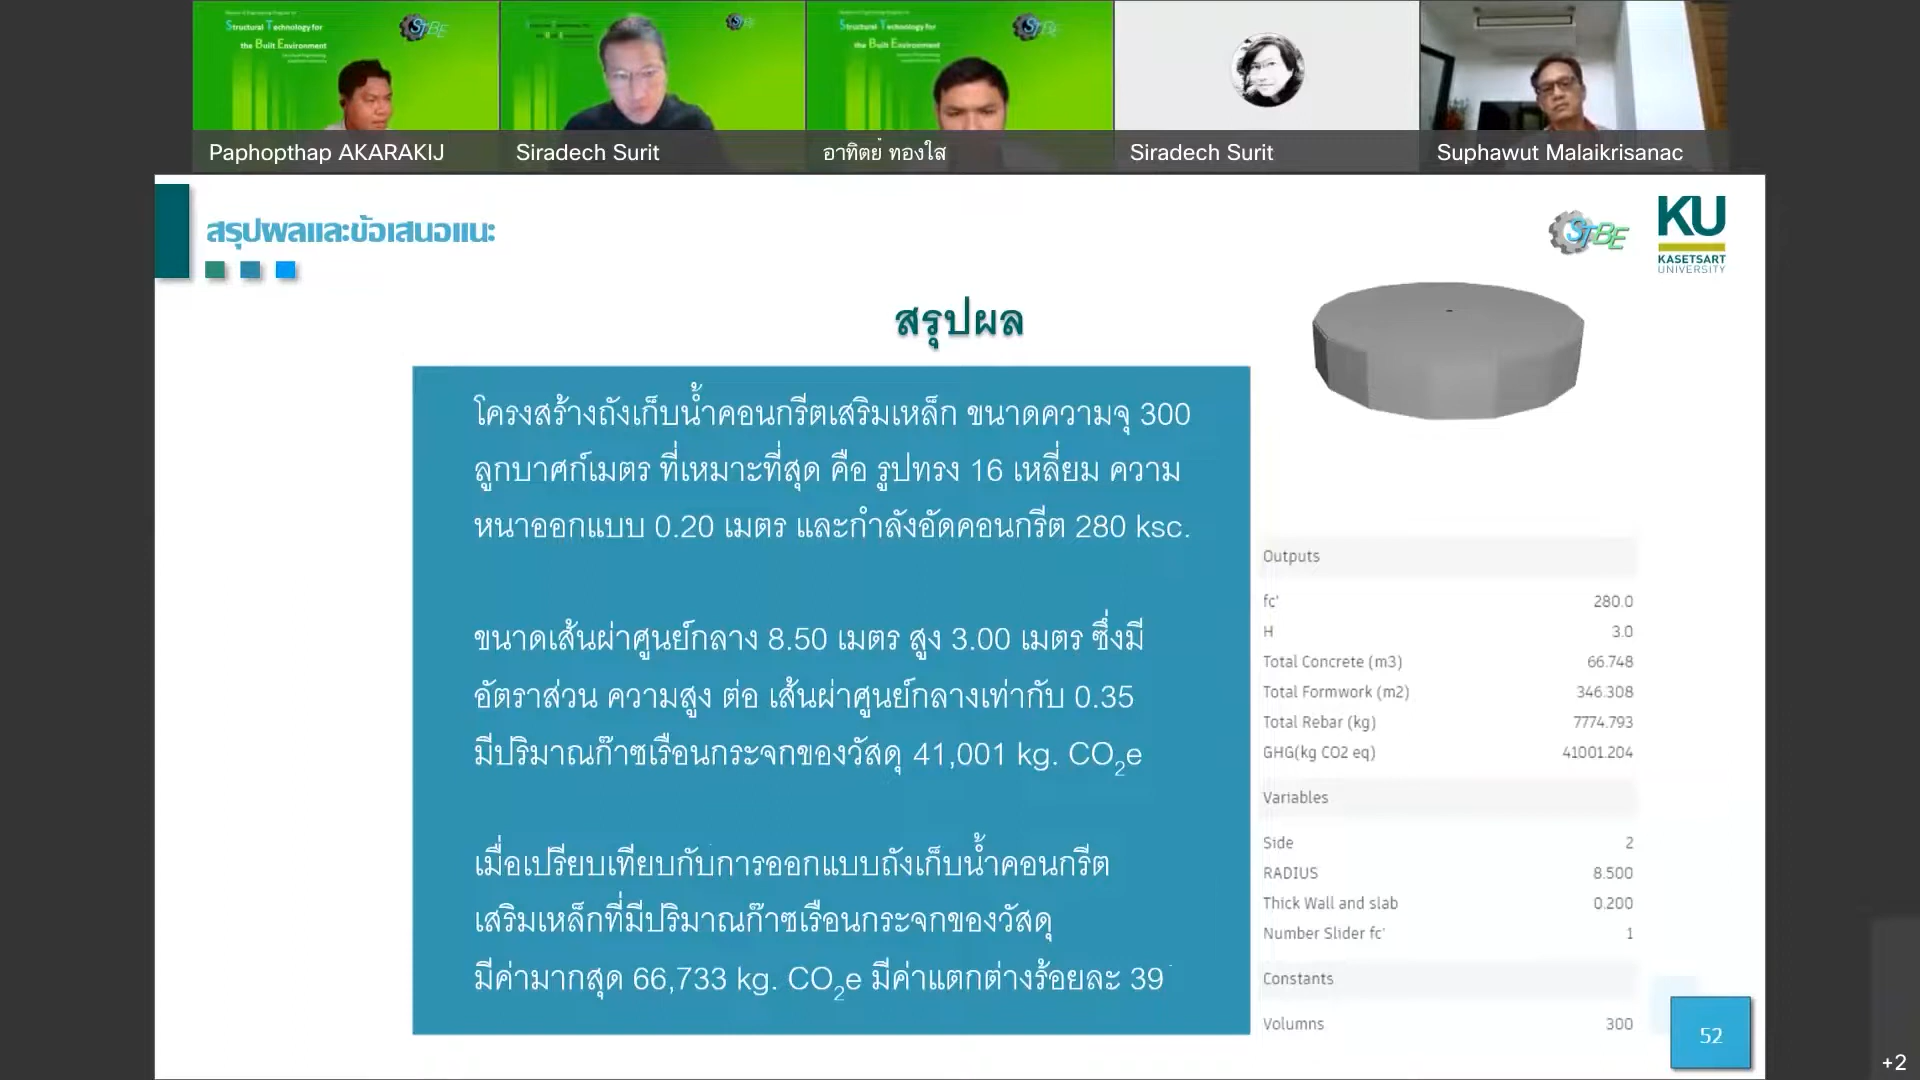 Structural Technology for
the Built Environment
STBE
STBE
Structural Technology for
the Built Environment
STBE
Paphopthap AKARAKIJ
Siradech Surit
อาทิตย์ ทองใส
Siradech Surit
Suphawut Malaikrisanac
สรุปผลและข้อเสนอแนะ
STBE
KU
KASETSART
UNIVERSITY
สรุปผล
โครงสร้างถังเก็บน้ำคอนกรีตเสริมเหล็ก ขนาดความจุ 300
ลูกบาศก์เมตร ที่เหมาะที่สุด คือ รูปทรง 16 เหลี่ยม ความ
หนาออกแบบ 0.20 เมตร และกำลังอัดคอนกรีต 280 ksc.
ขนาดเส้นผ่าศูนย์กลาง 8.50 เมตร สูง 3.00 เมตร ซึ่งมี
อัตราส่วน ความสูง ต่อ เส้นผ่าศูนย์กลางเท่ากับ 0.35
มีปริมาณก๊าซเรือนกระจกของวัสดุ 41,001 kg. CO2e
เมื่อเปรียบเทียบกับการออกแบบถังเก็บน้ำคอนกรีต
เสริมเหล็กที่มีปริมาณก๊าซเรือนกระจกของวัสดุ
มีค่ามากสุด 66,733 kg. CO2e มีค่าแตกต่างร้อยละ 39
Outputs
fc' 280.0
H 3.0
Total Concrete (m3) 66.748
Total Formwork (m2) 346.308
Total Rebar (kg) 7774.793
GHG(kg CO2 eq) 41001.204
Variables
Side 2
RADIUS 8.500
Thick Wall and slab 0.200
Number Slider fc' 1
Constants
Volumns 300
52
+2